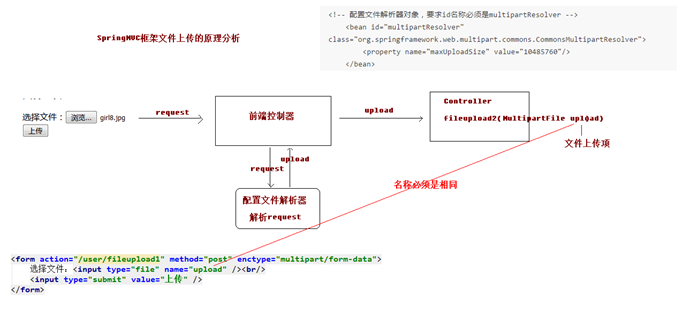 SpringMVC框架文件上传的原理分析
<!-- 配置文件解析器对象，要求id名称必须是multipartResolver -->
<bean id="multipartResolver"
class="org.springframework.web.multipart.commons.CommonsMultipartResolver">
<property name="maxUploadSize" value="10485760"/>
</bean>
选择文件： 浏览... girl8.jpg
上传
request
前端控制器
upload
Controller
fileupload2(MultipartFile upload)
文件上传项
request
upload
配置文件解析器
解析request
名称必须是相同
<form action="/user/fileupload1" method="post" enctype="multipart/form-data">
选择文件：<input type="file" name="upload" /><br/>
<input type="submit" value="上传" />
</form>